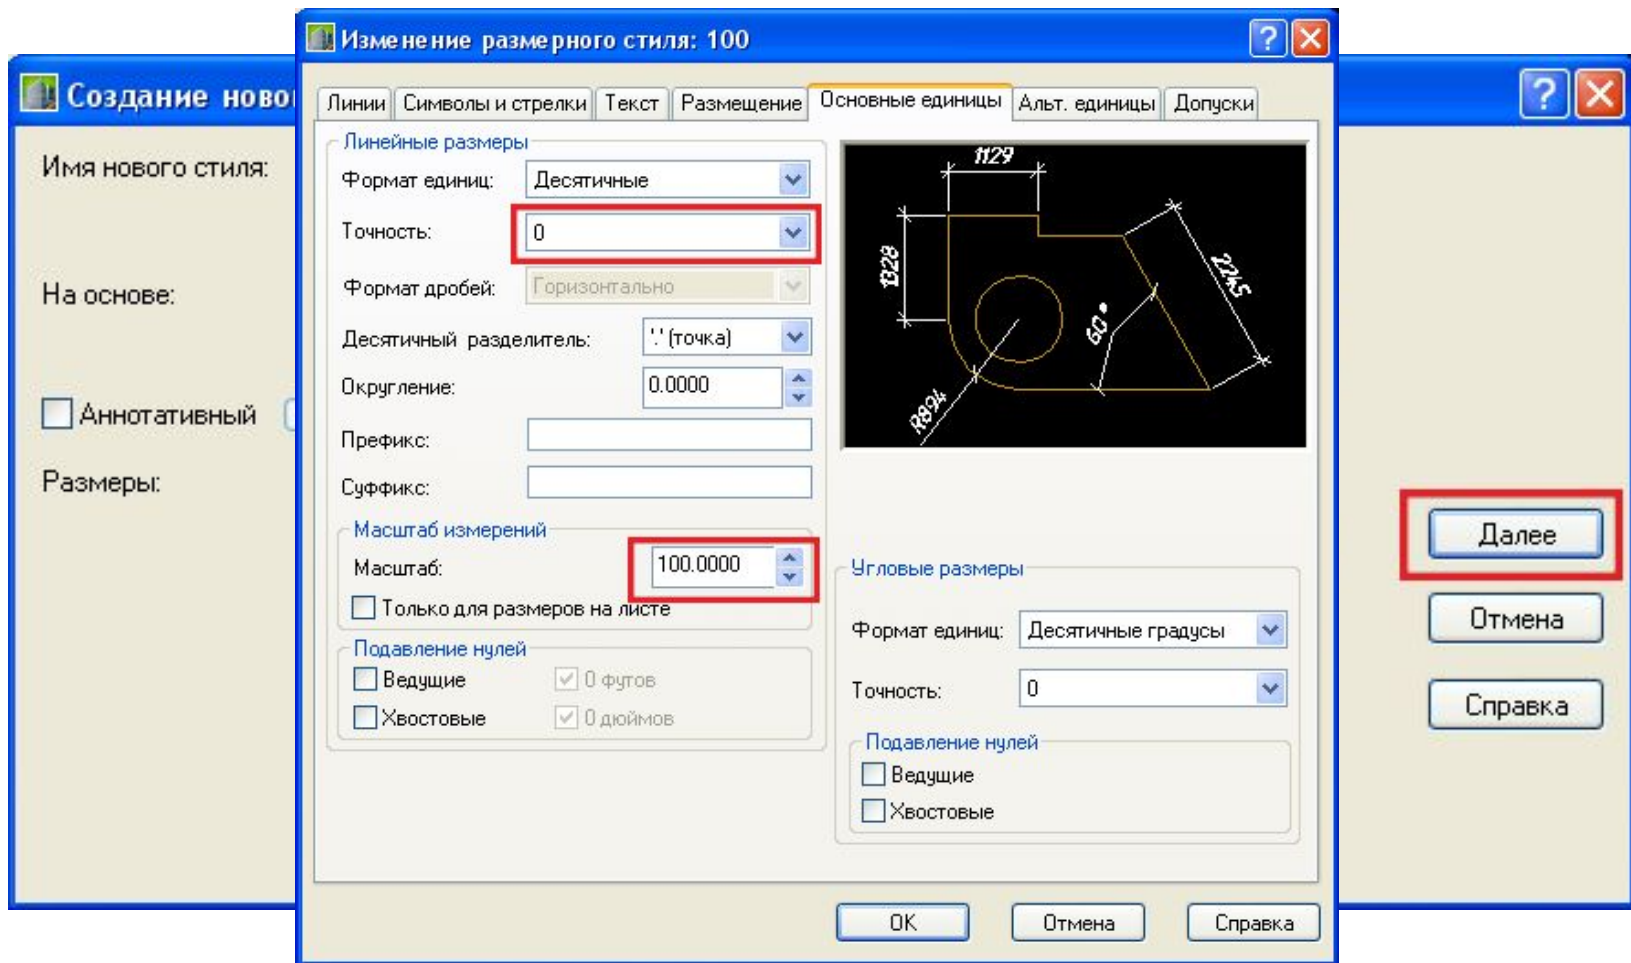 Создание ново
Имя нового стиля:
На основе:
Аннотативный
Размеры:
Далее
Отмена
Справка
Изменение размерного стиля: 100
Линии Символы и стрелки Текст Размещение Основные единицы Альт. единицы Допуски
Линейные размеры
Формат единиц: Десятичные
Точность: 0
Формат дробей: Горизонтально
Десятичный разделитель: '.' (точка)
Округление: 0.0000
Префикс:
Суффикс:
Масштаб измерений
Масштаб: 100.0000
Только для размеров на листе
Подавление нулей
Ведущие 0 футов
Хвостовые 0 дюймов
1129
1328
2245
60°
R894
Угловые размеры
Формат единиц: Десятичные градусы
Точность: 0
Подавление нулей
Ведущие
Хвостовые
OK Отмена Справка